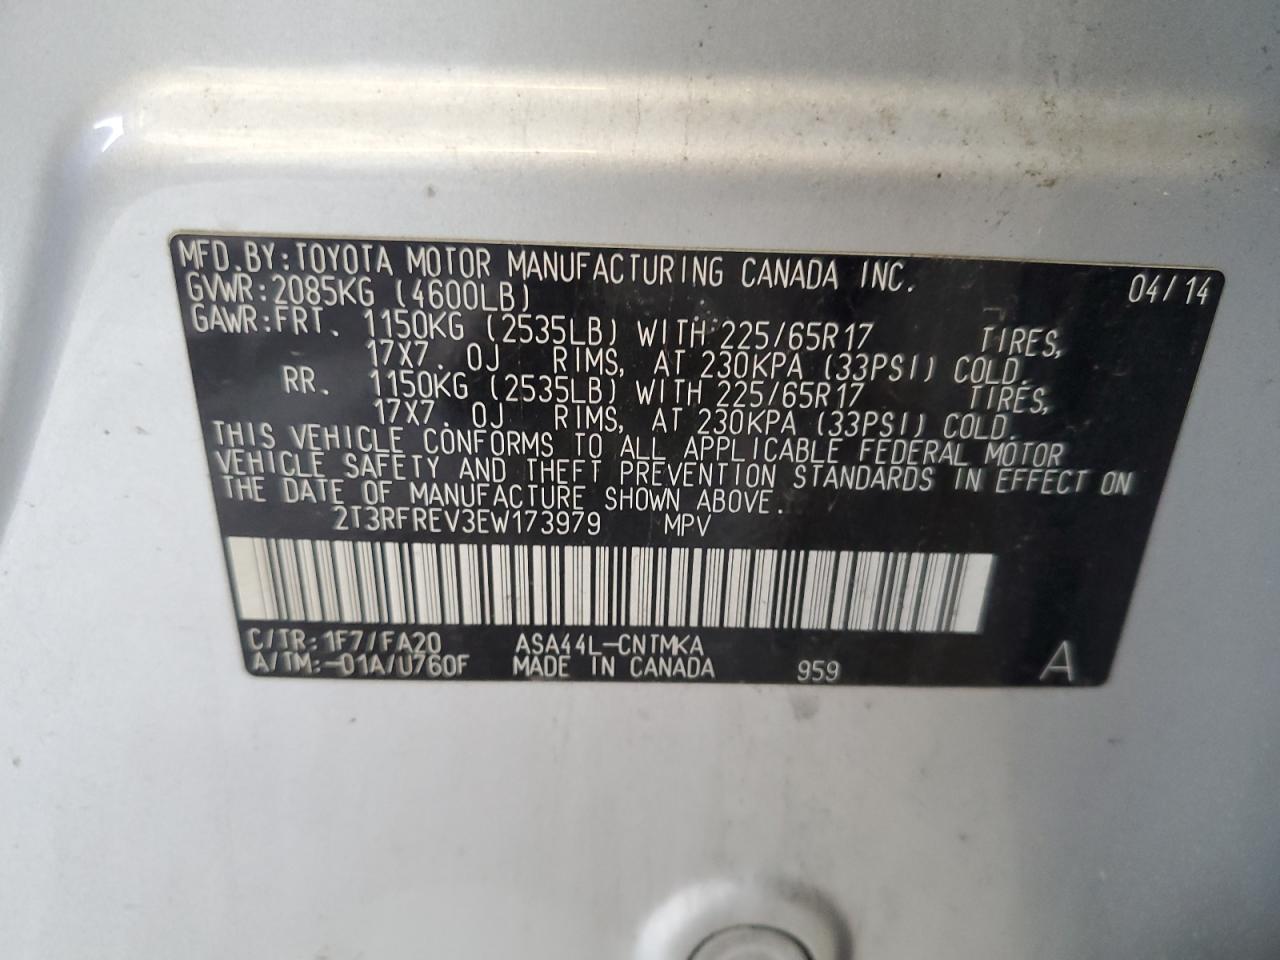 MFD.BY:TOYOTA MOTOR MANUFACTURING CANADA INC. 04/14
GVWR:2085KG (4600LB)
GAWR:FRT. 1150KG (2535LB) WITH 225/65R17 TIRES,
17X7.0J RIMS, AT 230KPA (33PSI) COLD.
RR. 1150KG (2535LB) WITH 225/65R17 TIRES,
17X7.0J RIMS, AT 230KPA (33PSI) COLD.
THIS VEHICLE CONFORMS TO ALL APPLICABLE FEDERAL MOTOR
VEHICLE SAFETY AND THEFT PREVENTION STANDARDS IN EFFECT ON
THE DATE OF MANUFACTURE SHOWN ABOVE.
2T3RFREV3EW173979 MPV
C/TR:1F7/FA20 ASA44L-CNTMKA
A/TM:-01A/U760F MADE IN CANADA 959 A